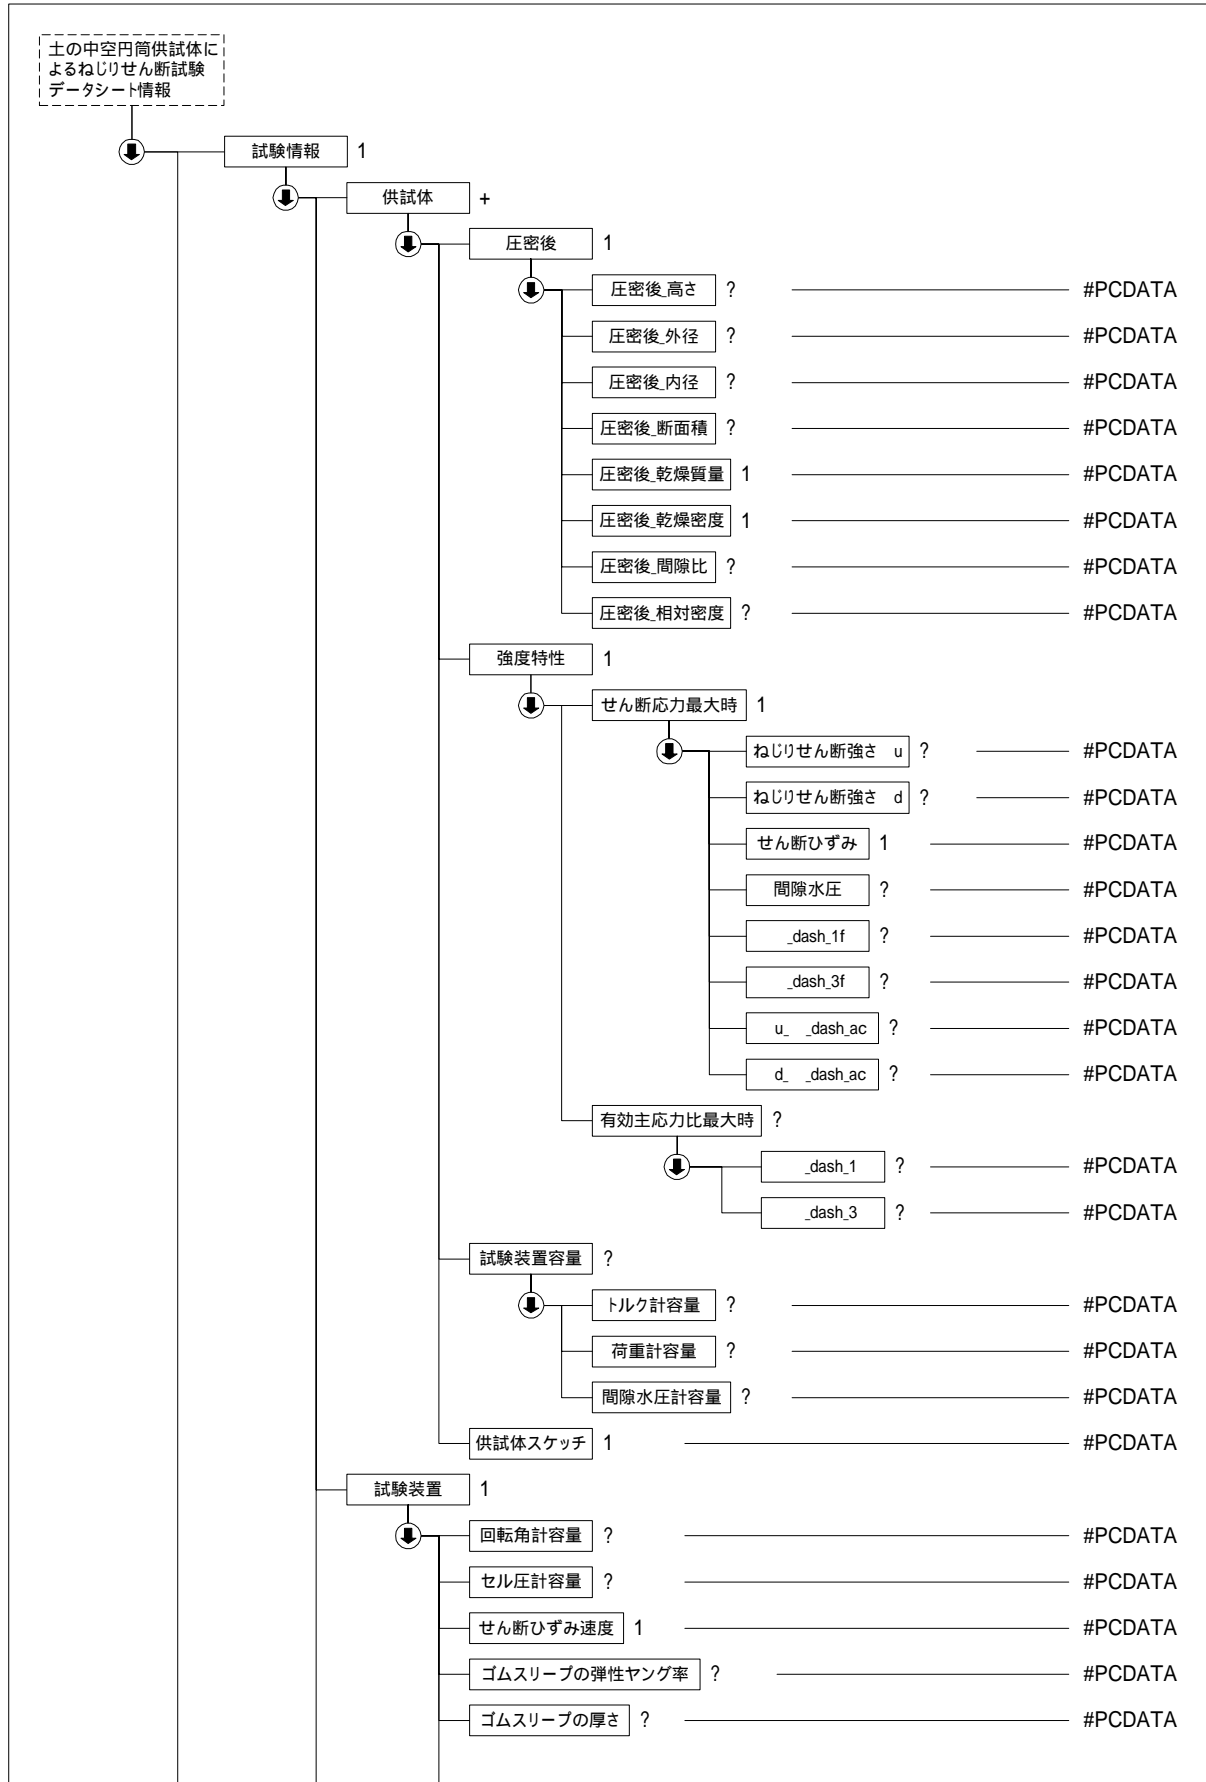 土の中空円筒供試体に
よるねじりせん断試験
データシート情報
試験情報 1
供試体 +
圧密後 1
圧密後_高さ ? #PCDATA
圧密後_外径 ? #PCDATA
圧密後_内径 ? #PCDATA
圧密後_断面積 ? #PCDATA
圧密後_乾燥質量 1 #PCDATA
圧密後_乾燥密度 1 #PCDATA
圧密後_間隙比 ? #PCDATA
圧密後_相対密度 ? #PCDATA
強度特性 1
せん断応力最大時 1
ねじりせん断強さ u ? #PCDATA
ねじりせん断強さ d ? #PCDATA
せん断ひずみ 1 #PCDATA
間隙水圧 ? #PCDATA
_dash_1f ? #PCDATA
_dash_3f ? #PCDATA
u_ _dash_ac ? #PCDATA
d_ _dash_ac ? #PCDATA
有効主応力比最大時 ?
_dash_1 ? #PCDATA
_dash_3 ? #PCDATA
試験装置容量 ?
トルク計容量 ? #PCDATA
荷重計容量 ? #PCDATA
間隙水圧計容量 ? #PCDATA
供試体スケッチ 1 #PCDATA
試験装置 1
回転角計容量 ? #PCDATA
セル圧計容量 ? #PCDATA
せん断ひずみ速度 1 #PCDATA
ゴムスリーブの弾性ヤング率 ? #PCDATA
ゴムスリーブの厚さ ? #PCDATA